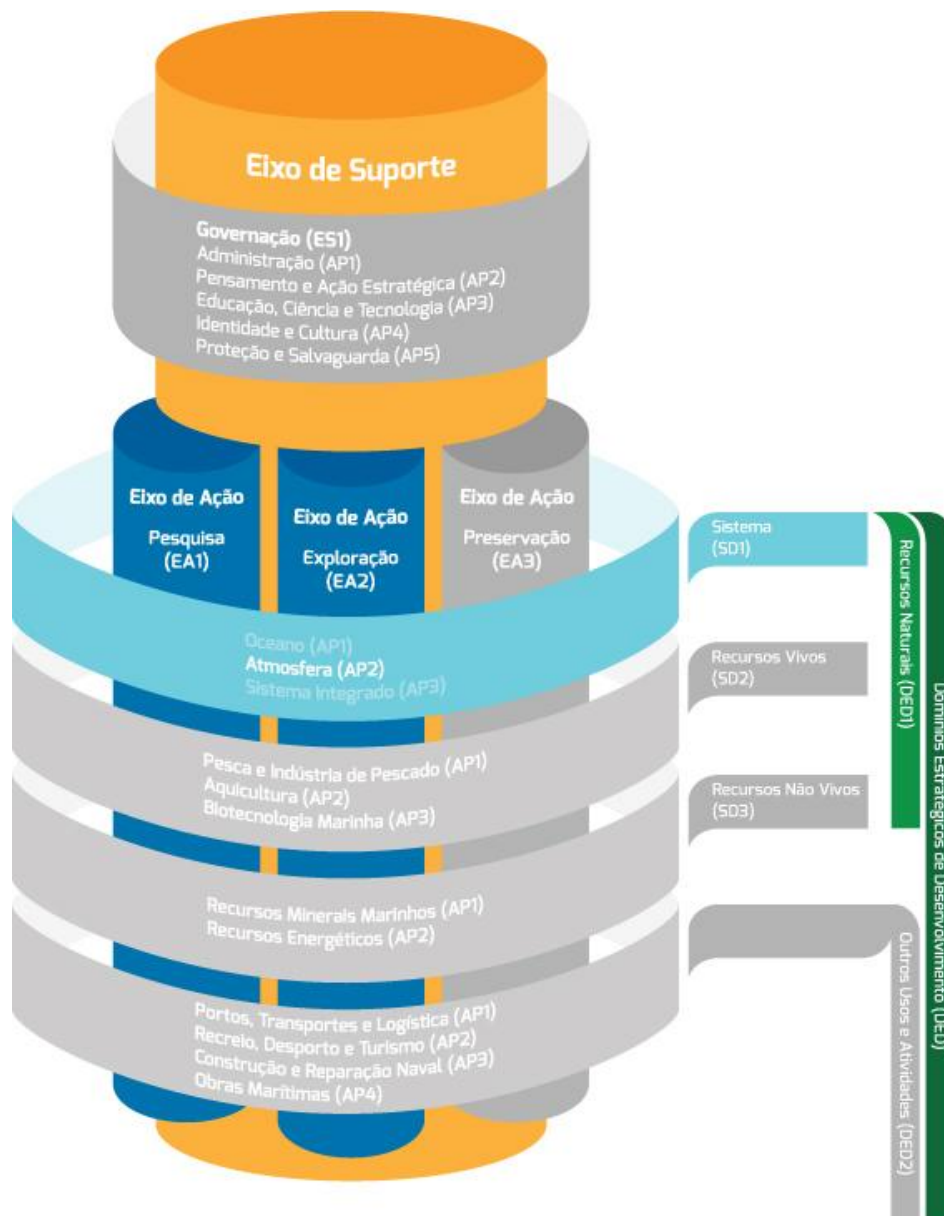 Eixo de Suporte
Governação (ES1)
Administração (AP1)
Pensamento e Ação Estratégica (AP2)
Educação, Ciência e Tecnologia (AP3)
Identidade e Cultura (AP4)
Proteção e Salvaguarda (AP5)
Eixo de Ação
Pesquisa
(EA1)
Eixo de Ação
Exploração
(EA2)
Eixo de Ação
Preservação
(EA3)
Oceano (AP1)
Atmosfera (AP2)
Sistema Integrado (AP3)
Pesca e Indústria de Pescado (AP1)
Aquicultura (AP2)
Biotecnologia Marinha (AP3)
Recursos Minerais Marinhos (AP1)
Recursos Energéticos (AP2)
Portos, Transportes e Logística (AP1)
Recreio, Desporto e Turismo (AP2)
Construção e Reparação Naval (AP3)
Obras Marítimas (AP4)
Sistema
(SD1)
Recursos Vivos
(SD2)
Recursos Não Vivos
(SD3)
Recursos Naturais (DED1)
Outros Usos e Atividades (DED2)
Domínios Estratégicos de Desenvolvimento (DED)